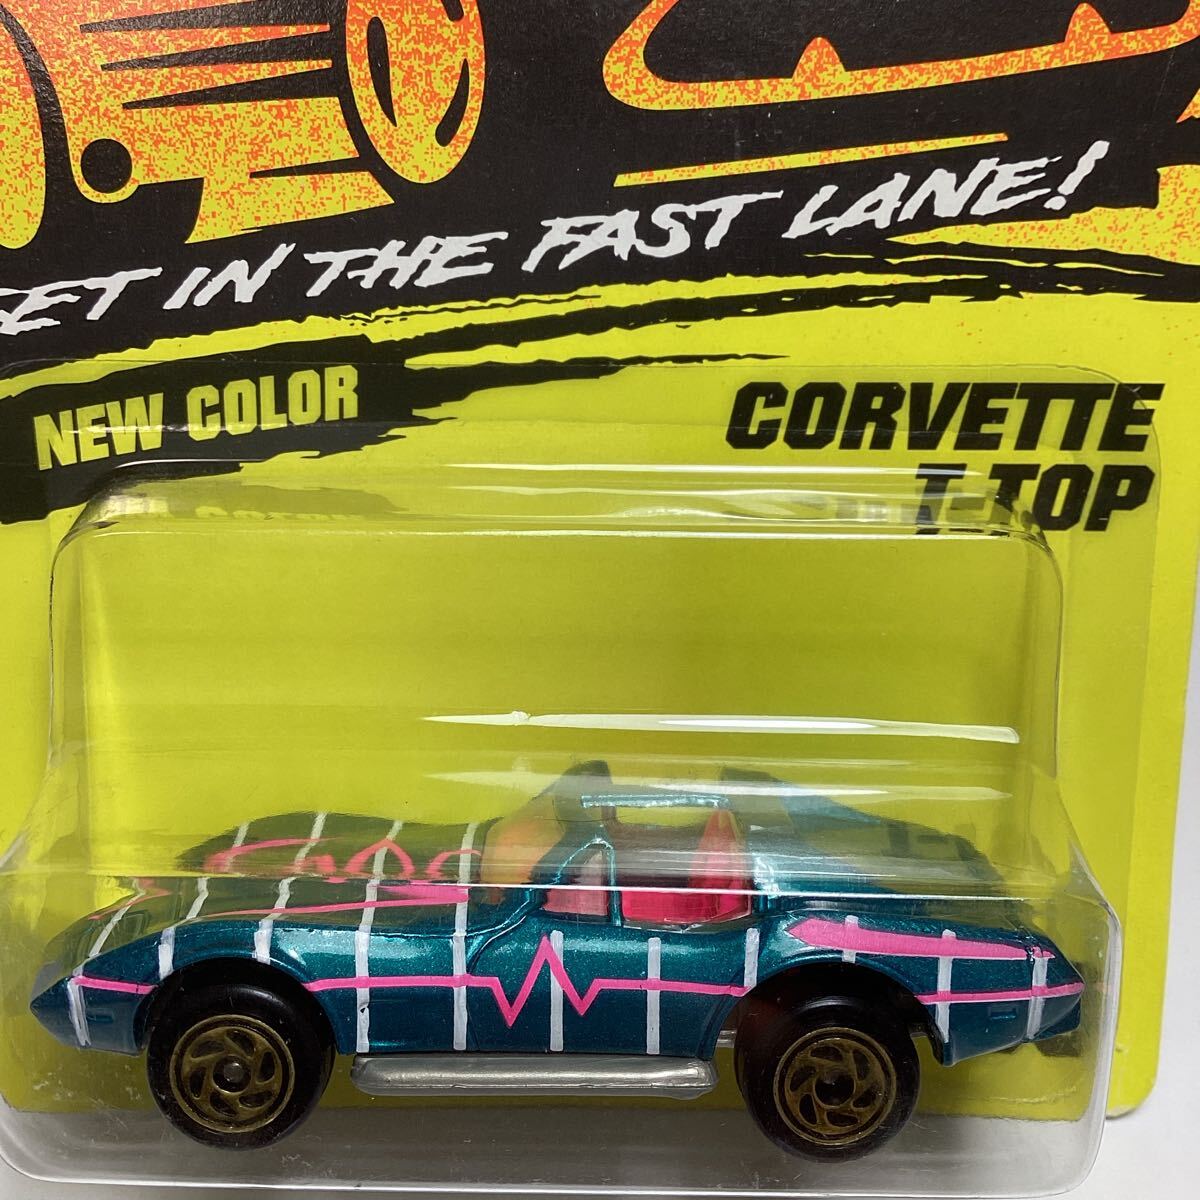 GET IN THE FAST LANE!
NEW COLOR
CORVETTE
T-TOP